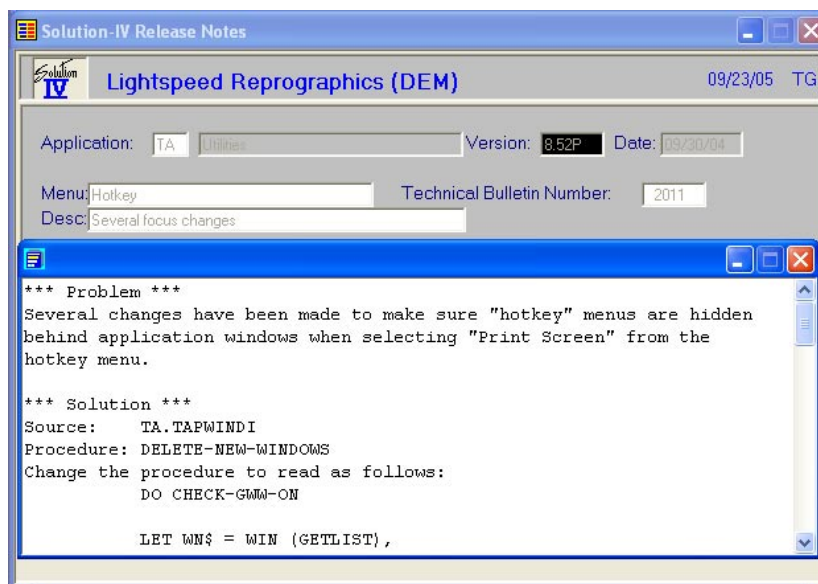 Solution-IV Release Notes
Solution IV Lightspeed Reprographics (DEM) 09/23/05 TG
Application: TA Utilities Version: 8.52P Date: 09/30/04
Menu: Hotkey Technical Bulletin Number: 2011
Desc: Several focus changes
*** Problem ***
Several changes have been made to make sure "hotkey" menus are hidden
behind application windows when selecting "Print Screen" from the
hotkey menu.
*** Solution ***
Source: TA.TAPWINDI
Procedure: DELETE-NEW-WINDOWS
Change the procedure to read as follows:
DO CHECK-GWW-ON
LET WN$ = WIN (GETLIST),